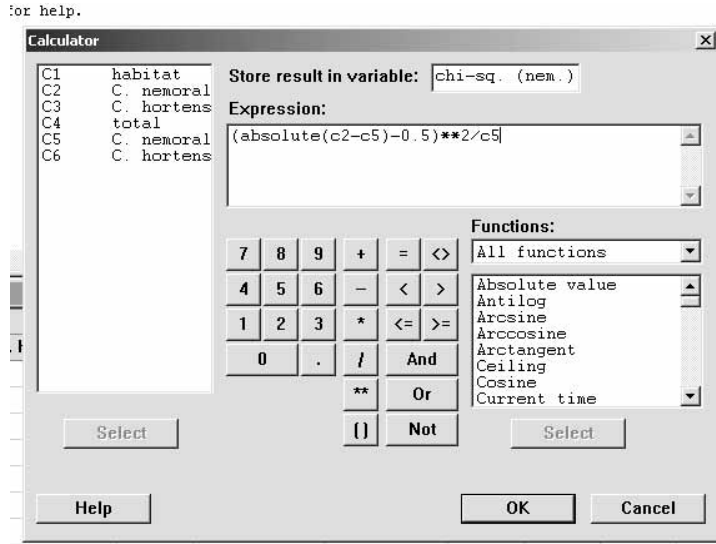 for help.
Calculator
C1 habitat
C2 C. nemoral
C3 C. hortens
C4 total
C5 C. nemoral
C6 C. hortens
Store result in variable: chi-sq. (nem.)
Expression:
(absolute(c2-c5)-0.5)**2/c5
Functions:
All functions
7 8 9 + = <>
4 5 6 - < >
1 2 3 * <= >=
0 . / And
** Or
() Not
Absolute value
Antilog
Arcsine
Arccosine
Arctangent
Ceiling
Cosine
Current time
Select
Select
Help
OK
Cancel